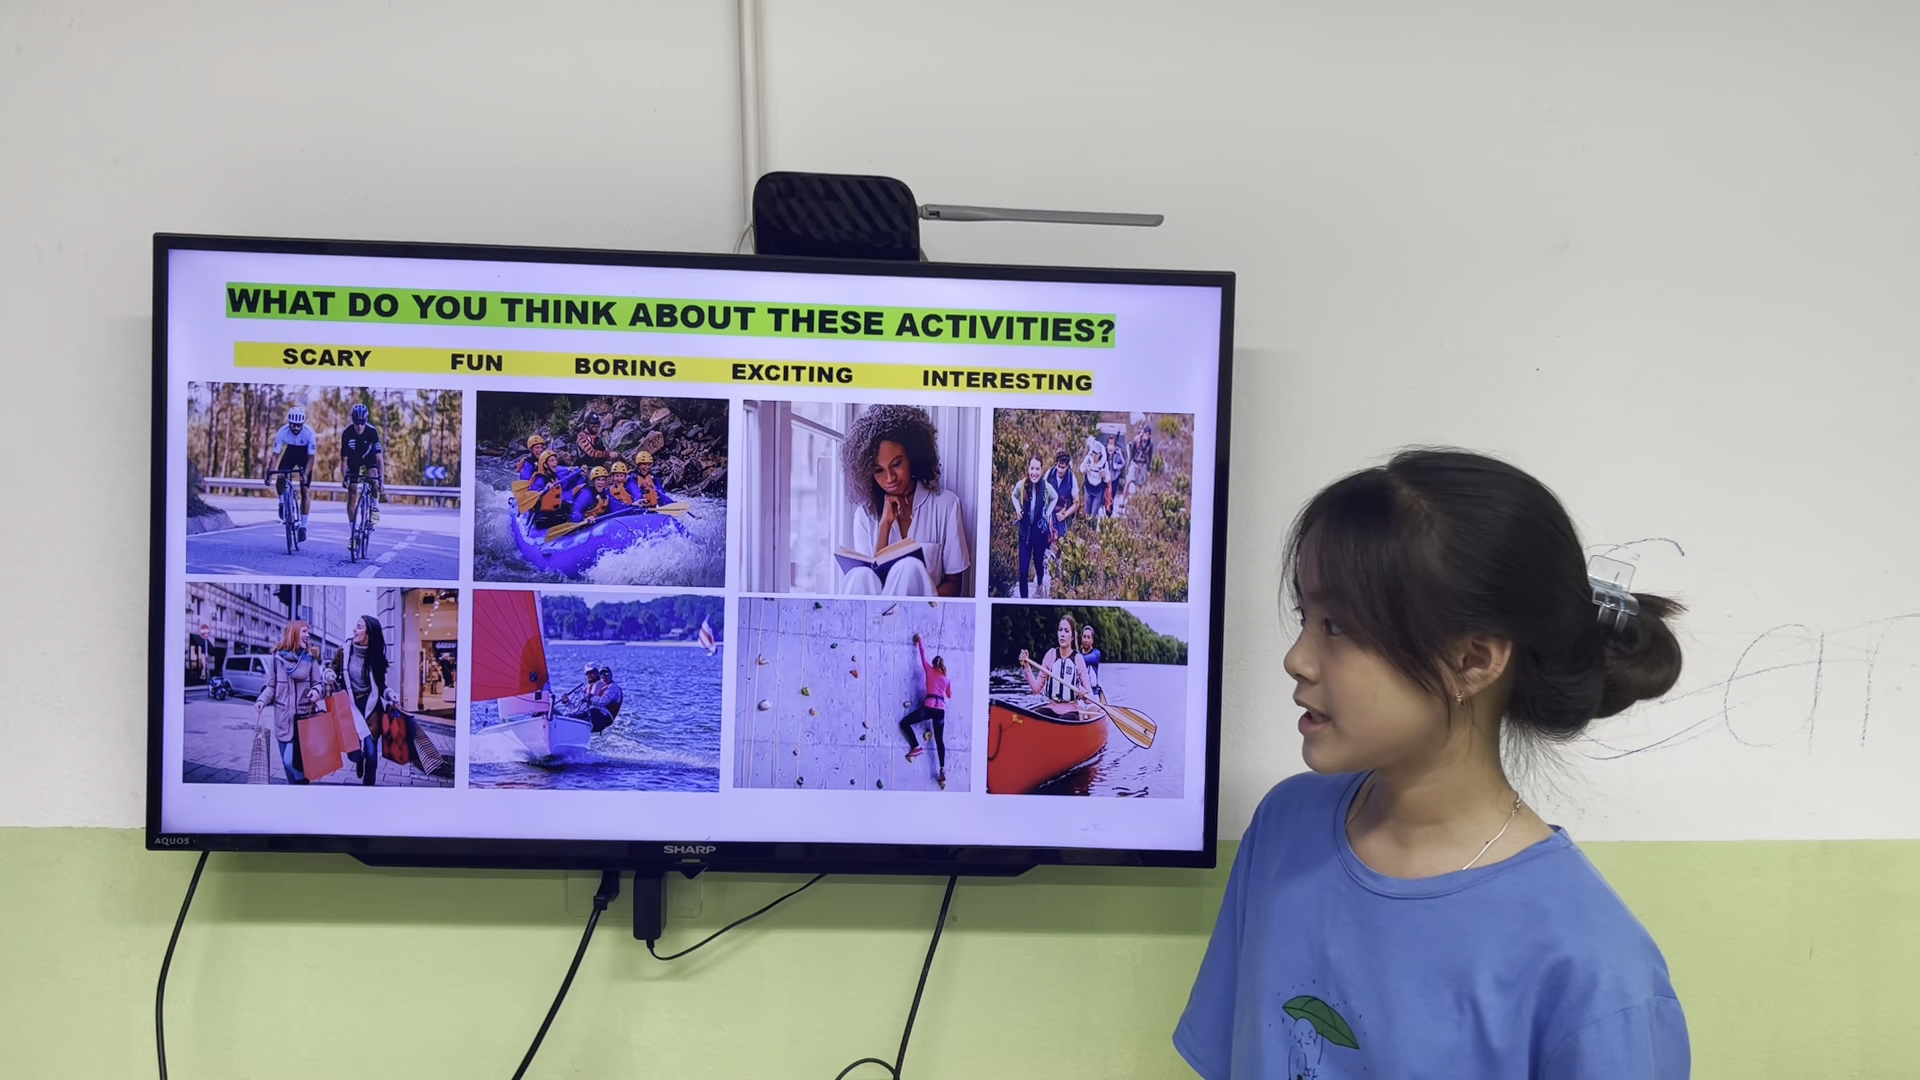 WHAT DO YOU THINK ABOUT THESE ACTIVITIES?
SCARY FUN BORING EXCITING INTERESTING
AQUOS
SHARP